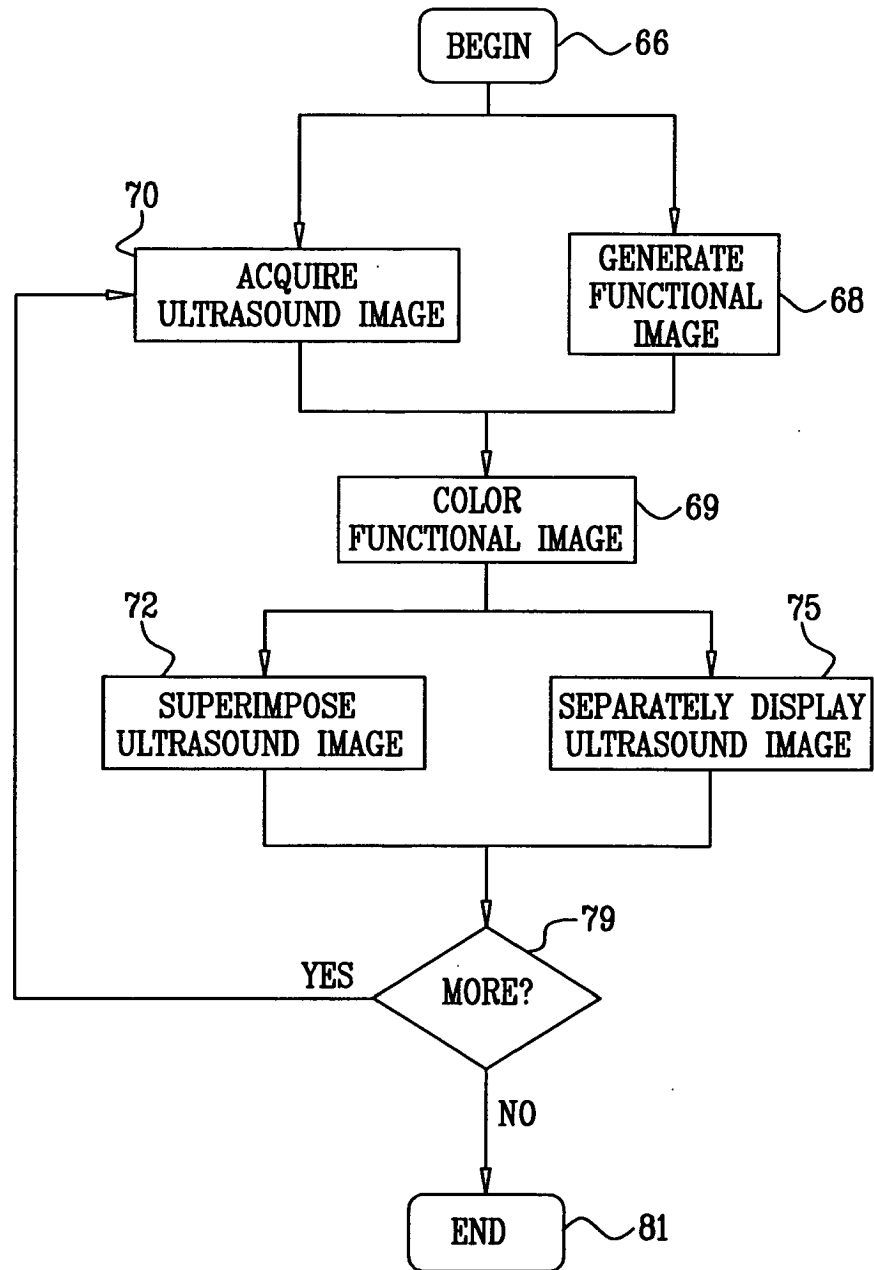 BEGIN
66
70
ACQUIRE
ULTRASOUND IMAGE
GENERATE
FUNCTIONAL
IMAGE
68
COLOR
FUNCTIONAL IMAGE
69
72
SUPERIMPOSE
ULTRASOUND IMAGE
75
SEPARATELY DISPLAY
ULTRASOUND IMAGE
79
YES
MORE?
NO
END
81